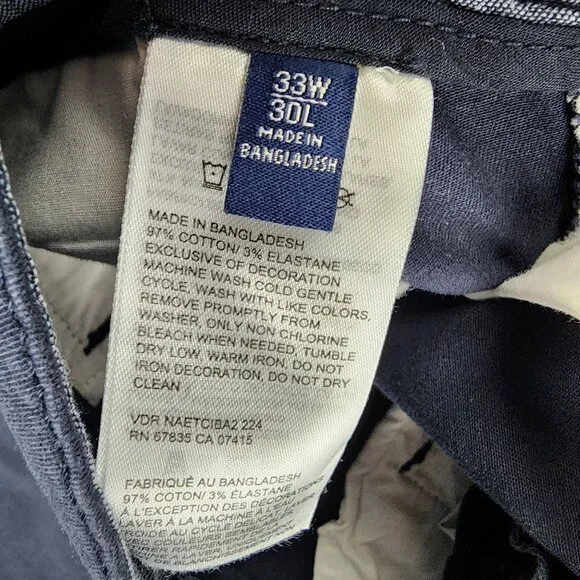 33W
30L
MADE IN
BANGLADESH
MADE IN BANGLADESH
97% COTTON/ 3% ELASTANE
EXCLUSIVE OF DECORATION
MACHINE WASH COLD GENTLE
CYCLE, WASH WITH LIKE COLORS,
REMOVE PROMPTLY FROM
WASHER, ONLY NON CHLORINE
BLEACH WHEN NEEDED, TUMBLE
DRY LOW, WARM IRON, DO NOT
IRON DECORATION, DO NOT DRY
CLEAN
VDR NAETCIBA2 224
RN 67835 CA 07415
FABRIQUÉ AU BANGLADESH
97% COTON/ 3% ÉLASTANE
À L'EXCEPTION DES DÉCORATIONS
LAVER À LA MACHINE À L'EAU